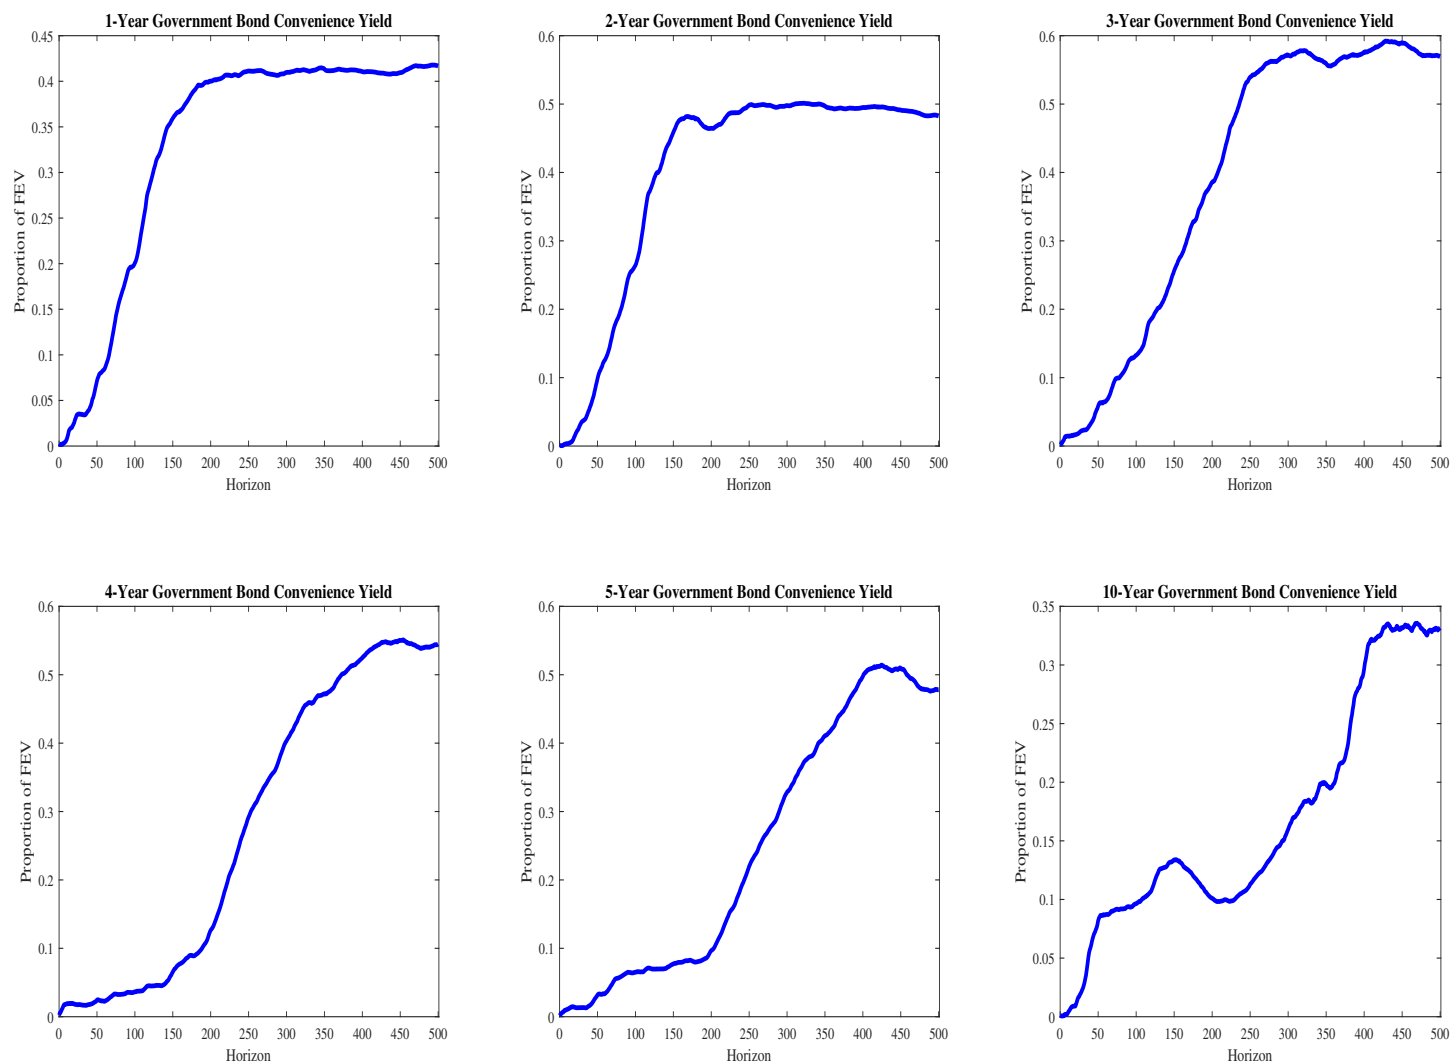 1-Year Government Bond Convenience Yield
0.45
0.4
0.35
0.3
0.25
0.2
0.15
0.1
0.05
0
Proportion of FEV
0 50 100 150 200 250 300 350 400 450 500
Horizon
2-Year Government Bond Convenience Yield
0.6
0.5
0.4
0.3
0.2
0.1
0
Proportion of FEV
0 50 100 150 200 250 300 350 400 450 500
Horizon
3-Year Government Bond Convenience Yield
0.6
0.5
0.4
0.3
0.2
0.1
0
Proportion of FEV
0 50 100 150 200 250 300 350 400 450 500
Horizon
4-Year Government Bond Convenience Yield
0.6
0.5
0.4
0.3
0.2
0.1
0
Proportion of FEV
0 50 100 150 200 250 300 350 400 450 500
Horizon
5-Year Government Bond Convenience Yield
0.6
0.5
0.4
0.3
0.2
0.1
0
Proportion of FEV
0 50 100 150 200 250 300 350 400 450 500
Horizon
10-Year Government Bond Convenience Yield
0.35
0.3
0.25
0.2
0.15
0.1
0.05
0
Proportion of FEV
0 50 100 150 200 250 300 350 400 450 500
Horizon